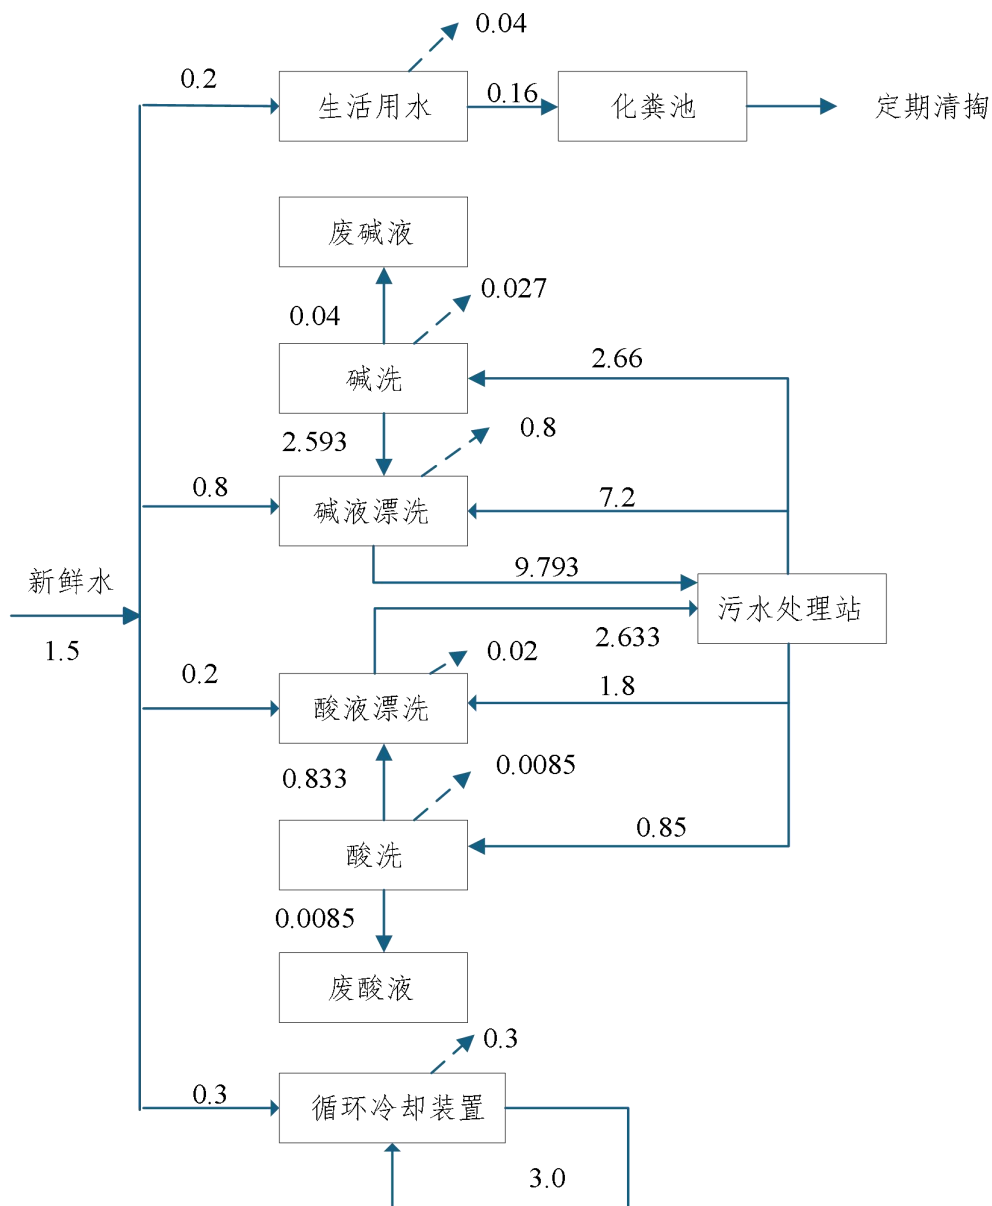 0.04
0.2
生活用水
0.16
化粪池
定期清掏
废碱液
0.04
0.027
碱洗
2.66
2.593
0.8
0.8
碱液漂洗
7.2
新鲜水
1.5
9.793
污水处理站
2.633
0.02
0.2
酸液漂洗
1.8
0.833
0.0085
酸洗
0.85
0.0085
废酸液
0.3
0.3
循环冷却装置
3.0